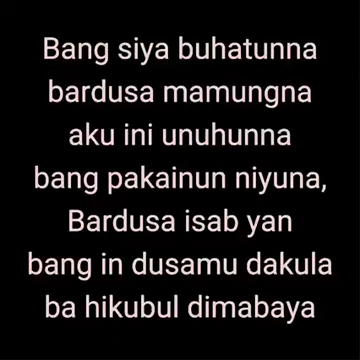 Bang siya buhatunna
bardusa mamungna
aku ini unuhunna
bang pakainun niyuna,
Bardusa isab yan
bang in dusamu dakula
ba hikubul dimabaya